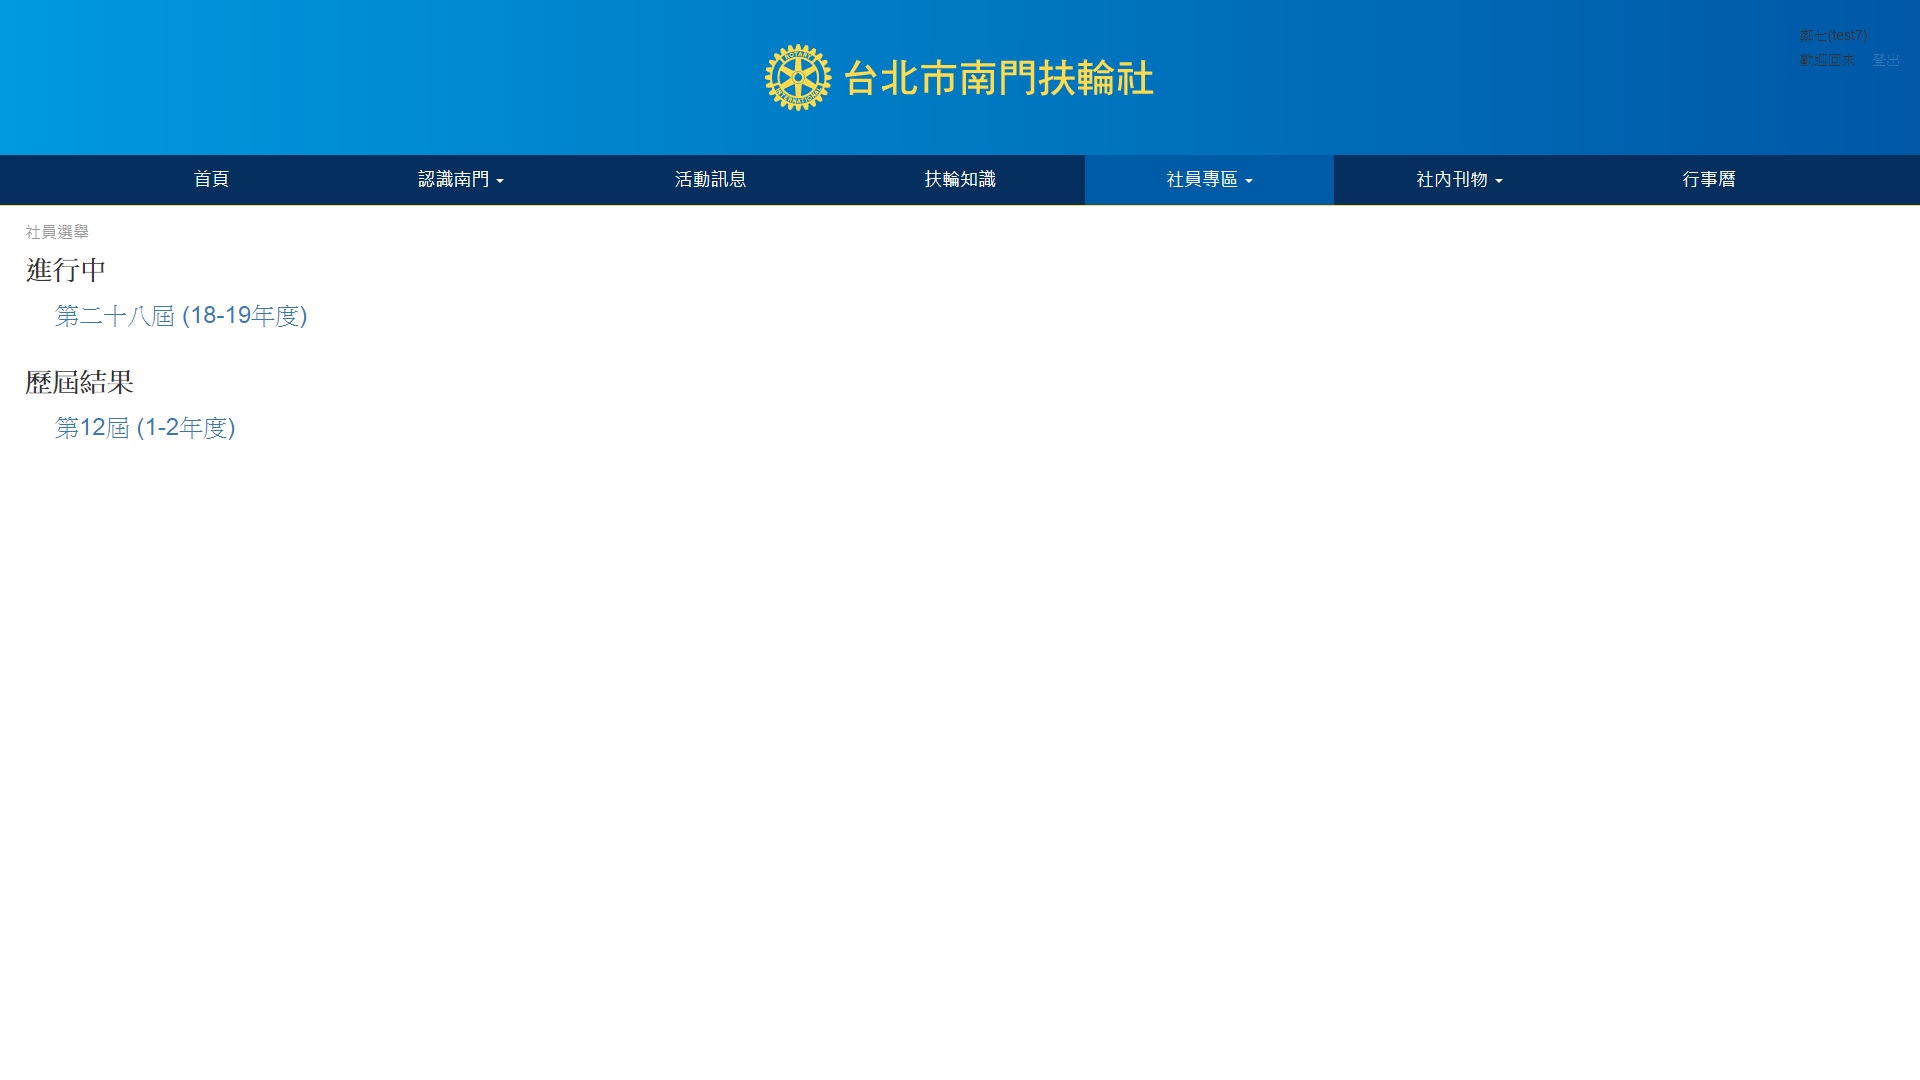 鄭七(test7)
歡迎回來 登出
ROTARY
INTERNATIONAL
台北市南門扶輪社
首頁 認識南門 活動訊息 扶輪知識 社員專區 社內刊物 行事曆
社員選舉
進行中
第二十八屆 (18-19年度)
歷屆結果
第12屆 (1-2年度)